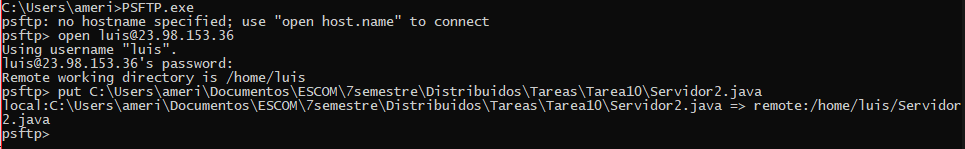 C:\Users\ameri>PSFTP.exe
psftp: no hostname specified; use "open host.name" to connect
psftp> open luis@23.98.153.36
Using username "luis".
luis@23.98.153.36's password:
Remote working directory is /home/luis
psftp> put C:\Users\ameri\Documentos\ESCOM\7semestre\Distribuidos\Tareas\Tarea10\Servidor2.java
local:C:\Users\ameri\Documentos\ESCOM\7semestre\Distribuidos\Tareas\Tarea10\Servidor2.java => remote:/home/luis/Servidor
2.java
psftp>